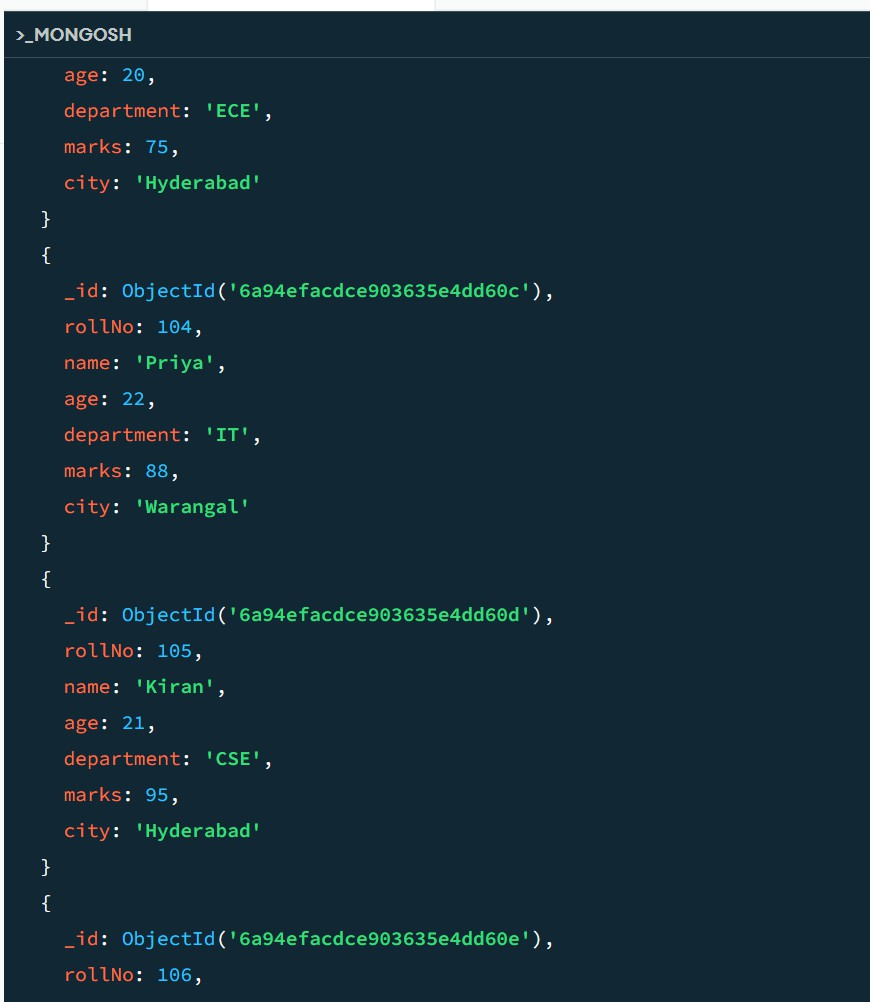 >_MONGOSH
age: 20,
department: 'ECE',
marks: 75,
city: 'Hyderabad'
}
{
_id: ObjectId('6a94efacdce903635e4dd60c'),
rollNo: 104,
name: 'Priya',
age: 22,
department: 'IT',
marks: 88,
city: 'Warangal'
}
{
_id: ObjectId('6a94efacdce903635e4dd60d'),
rollNo: 105,
name: 'Kiran',
age: 21,
department: 'CSE',
marks: 95,
city: 'Hyderabad'
}
{
_id: ObjectId('6a94efacdce903635e4dd60e'),
rollNo: 106,